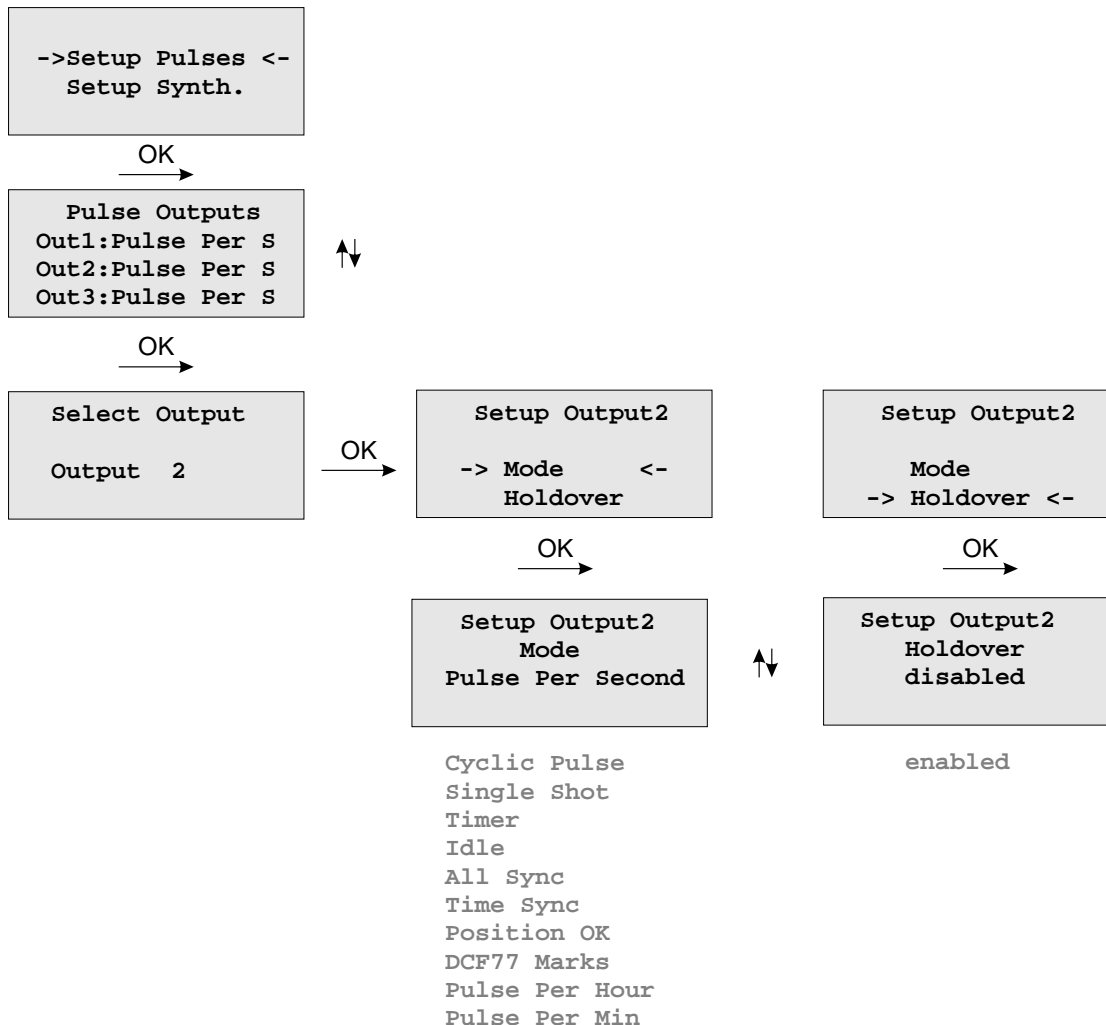 ->Setup Pulses <-
Setup Synth.
OK
Pulse Outputs
Out1:Pulse Per S
Out2:Pulse Per S
Out3:Pulse Per S
OK
Select Output
Output 2
OK
Setup Output2
-> Mode <-
Holdover
OK
Setup Output2
Mode
Pulse Per Second
Cyclic Pulse
Single Shot
Timer
Idle
All Sync
Time Sync
Position OK
DCF77 Marks
Pulse Per Hour
Pulse Per Min
Setup Output2
Mode
-> Holdover <-
OK
Setup Output2
Holdover
disabled
enabled